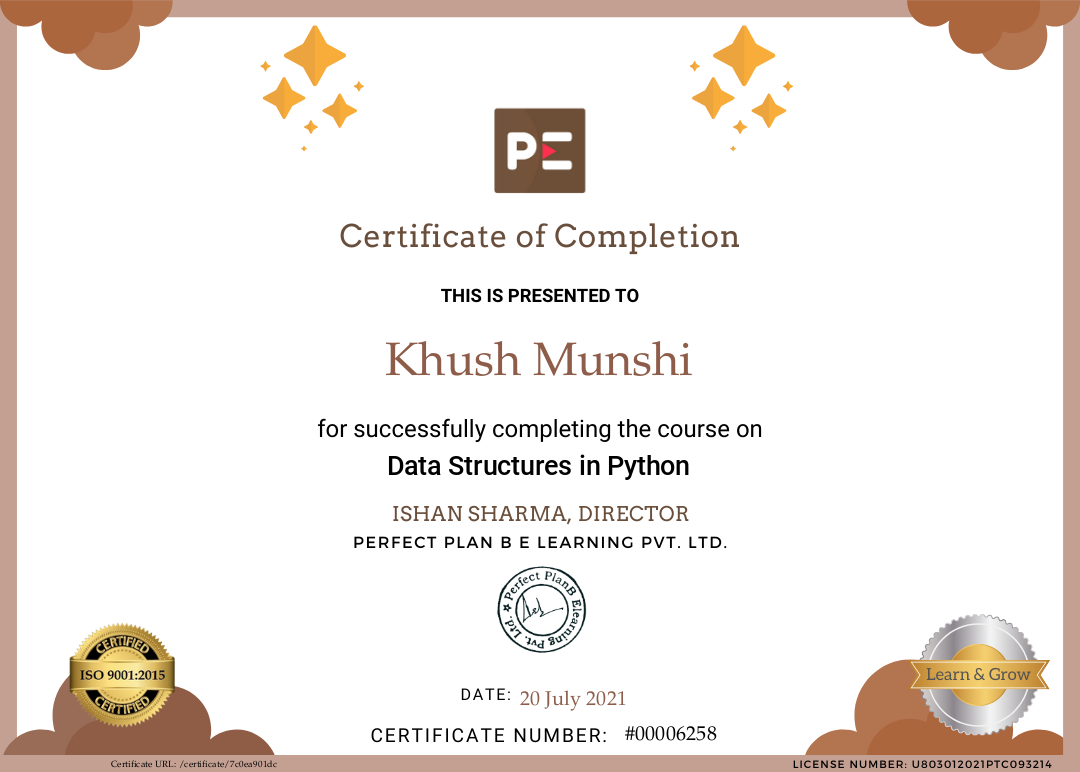 PE
Certificate of Completion
THIS IS PRESENTED TO
Khush Munshi
for successfully completing the course on
Data Structures in Python
ISHAN SHARMA, DIRECTOR
PERFECT PLAN B E LEARNING PVT. LTD.
Perfect PlanB Elearning Pvt. Ltd.
CERTIFIED
ISO 9001:2015
CERTIFIED
Learn & Grow
DATE: 20 July 2021
CERTIFICATE NUMBER: #00006258
Certificate URL: /certificate/7c0ea901dc
LICENSE NUMBER: U803012021PTC093214